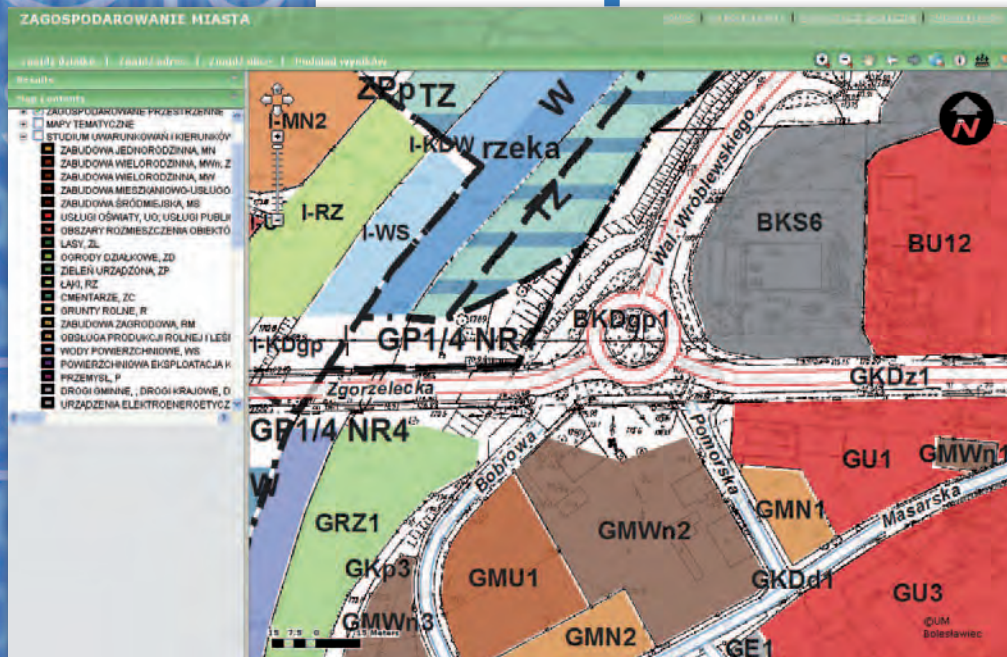 ZAGOSPODAROWANIE MIASTA
Results
Map Contents
ZAGOSPODAROWANIE PRZESTRZENNE
MAPY TEMATYCZNE
STUDIUM UWARUNKOWAŃ I KIERUNKÓW
ZABUDOWA JEDNORODZINNA, MN
ZABUDOWA WIELORODZINNA, MWn, Z
ZABUDOWA WIELORODZINNA, MW
ZABUDOWA MIESZKANIOWO-USŁUGO
ZABUDOWA ŚRÓDMIEJSKA, MS
USŁUGI OŚWIATY, UO; USŁUGI PUBLI
OBSZARY ROZMIESZCZENIA OBIEKTÓ
LASY, ZL
OGRODY DZIAŁKOWE, ZD
ZIELEŃ URZĄDZONA, ZP
ŁĄKI, RZ
CMENTARZE, ZC
GRUNTY ROLNE, R
ZABUDOWA ZAGRODOWA, RM
OBSŁUGA PRODUKCJI ROLNEJ I LEŚ
WODY POWIERZCHNIOWE, WS
POWIERZCHNIOWA EKSPLOATACJA K
PRZEMYSŁ, P
DROGI GMINNE, ; DROGI KRAJOWE, D
URZĄDZENIA ELEKTROENERGETYCZ
ZPp TZ
W
I-MN2
I-KDW
rzeka
TZ
I-RZ
I-WS
Wal. Wróblewskiego
N
BKS6
BU12
BKDgp1
I-KDgp
GP1/4 NR4
Zgorzelecka
GKDz1
GP1/4 NR4
W
Bobrowa
Pomorska
GU1
GMWn1
Masarska
GMN1
GRZ1
GMWn2
GKp3
GMU1
GKDd1
GU3
GMWn3
GMN2
GE1
Meters
©UM
Bolesławiec